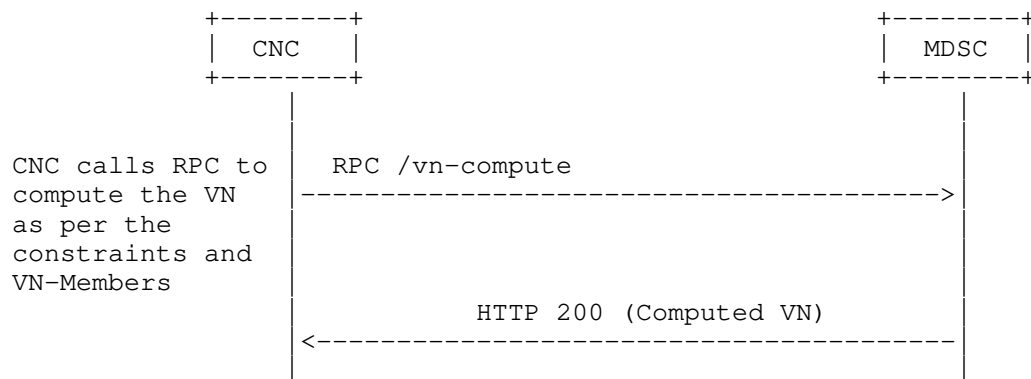 CNC MDSC
CNC calls RPC to RPC /vn-compute
compute the VN
as per the
constraints and
VN-Members
HTTP 200 (Computed VN)